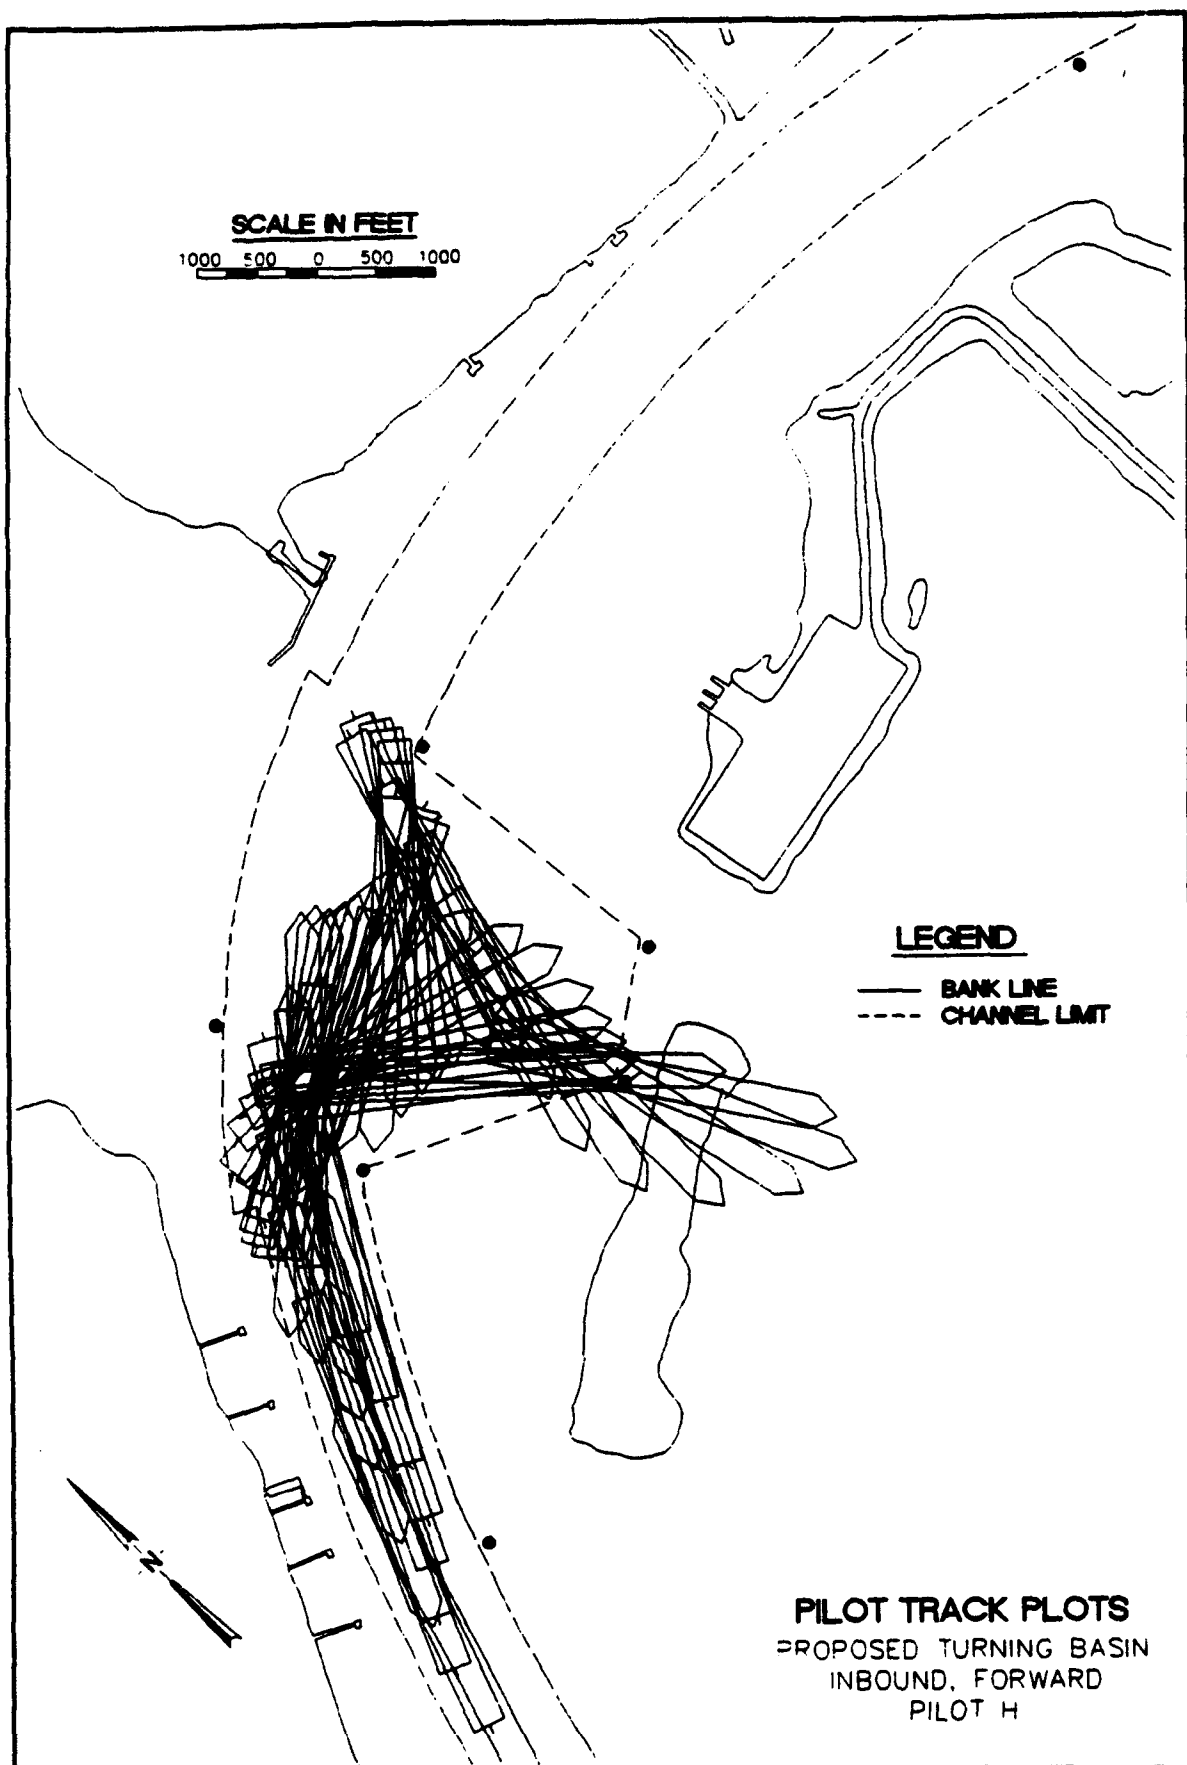 SCALE IN FEET
1000 500 0 500 1000
LEGEND
BANK LINE
CHANNEL LIMIT
N
PILOT TRACK PLOTS
PROPOSED TURNING BASIN
INBOUND, FORWARD
PILOT H